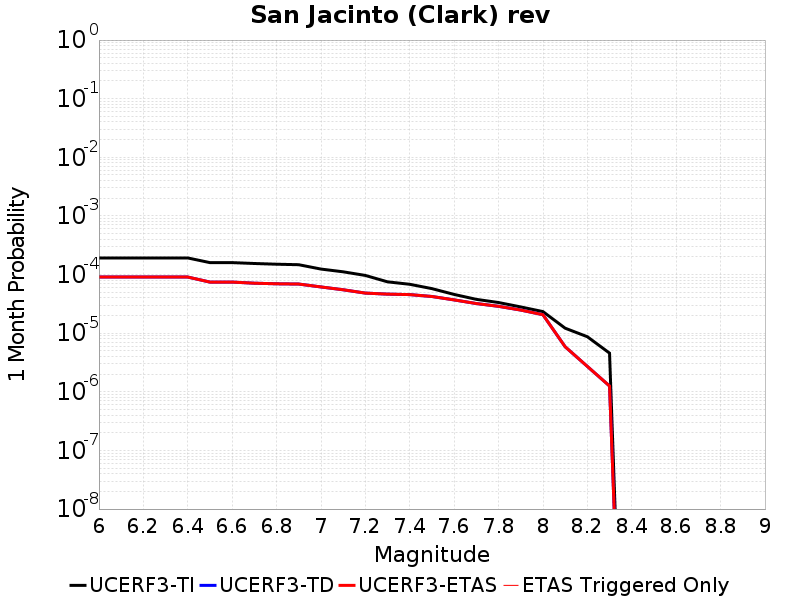 San Jacinto (Clark) rev
1 Month Probability
10^0
10^-1
10^-2
10^-3
10^-4
10^-5
10^-6
10^-7
10^-8
6 6.2 6.4 6.6 6.8 7 7.2 7.4 7.6 7.8 8 8.2 8.4 8.6 8.8 9
Magnitude
UCERF3-TI UCERF3-TD UCERF3-ETAS ETAS Triggered Only